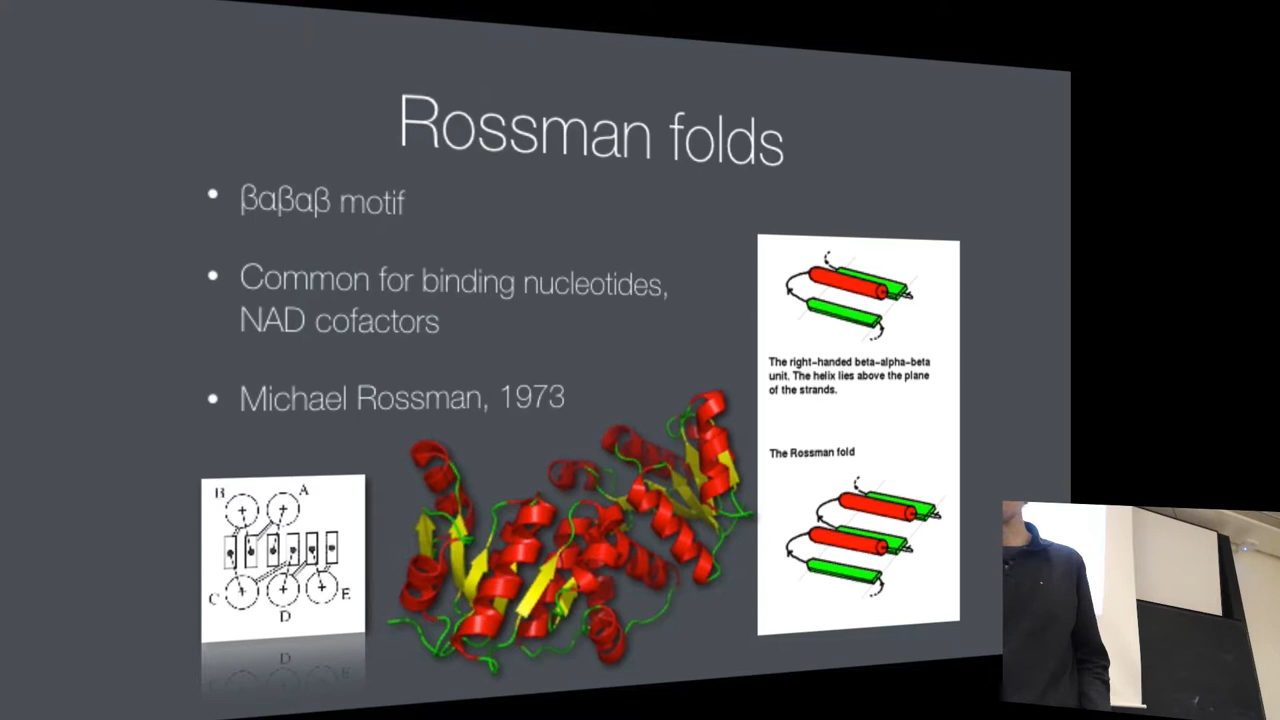 Rossman folds
• βαβαβ motif
• Common for binding nucleotides,
NAD cofactors
• Michael Rossman, 1973
The right-handed beta-alpha-beta
unit. The helix lies above the plane
of the strands.
The Rossman fold
B A
C D E
D